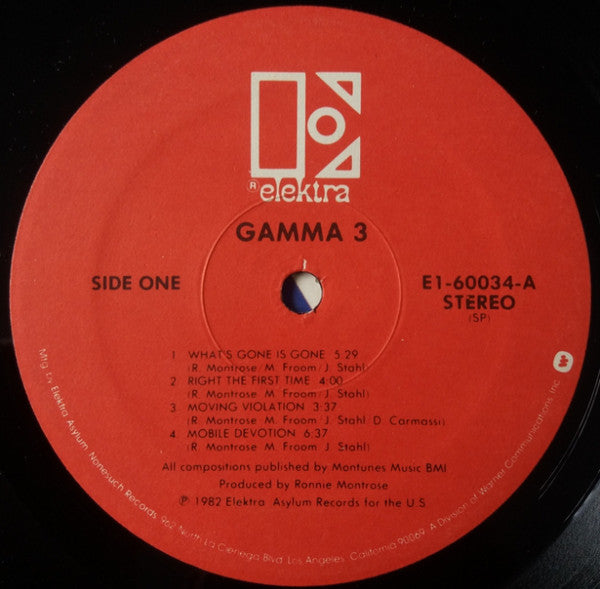 ® elektra
GAMMA 3
SIDE ONE
E1-60034-A
STEREO
(SP)
1 WHAT'S GONE IS GONE 5:29
(R. Montrose/M. Froom/J. Stahl)
2. RIGHT THE FIRST TIME 4:00
(R. Montrose/M. Froom/J. Stahl)
3. MOVING VIOLATION 3:37
(R. Montrose/M. Froom/J. Stahl/D. Carmassi)
4. MOBILE DEVOTION 6:37
(R. Montrose/M. Froom/J. Stahl)
All compositions published by Montunes Music BMI
Produced by Ronnie Montrose
℗ 1982 Elektra Asylum Records for the U.S
Mfg. by Elektra Asylum Nonesuch Records, 962 North La Cienega Blvd. Los Angeles, California 90069. A Division of Warner Communications Inc.